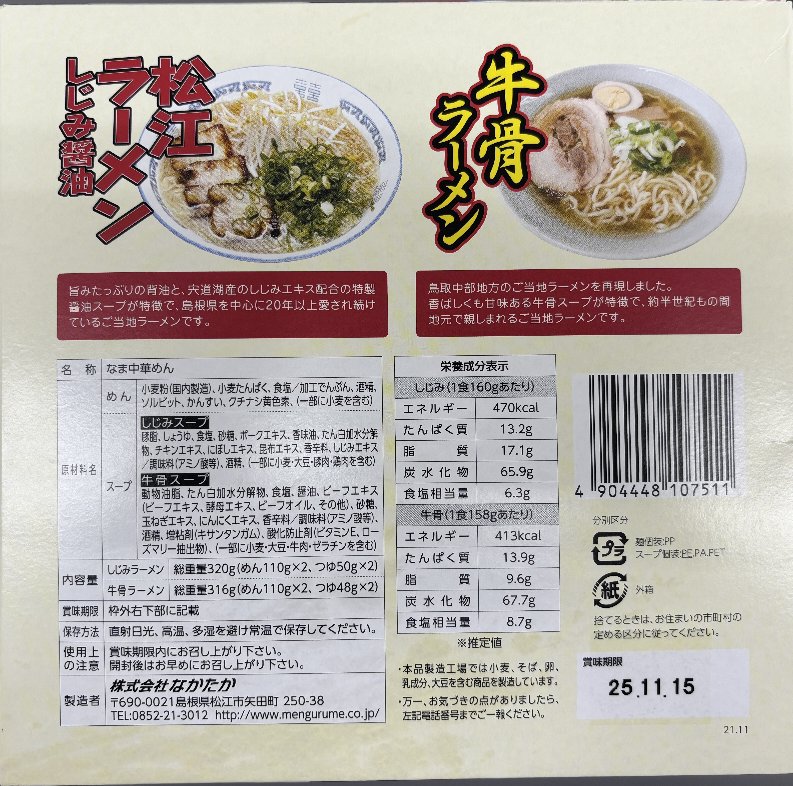 松江
ラーメン
しじみ醤油
牛骨
ラーメン
旨みたっぷりの背油と、宍道湖産のしじみエキス配合の特製
醤油スープが特徴で、島根県を中心に20年以上愛され続け
ているご当地ラーメンです。
鳥取中部地方のご当地ラーメンを再現しました。
香ばしくも甘味ある牛骨スープが特徴で、約半世紀もの間
地元で親しまれるご当地ラーメンです。
名　称　なま中華めん
原材料名
めん
小麦粉(国内製造)、小麦たんぱく、食塩／加工でんぷん、酒精、
ソルビット、かんすい、クチナシ黄色素、(一部に小麦を含む)
スープ
しじみスープ
豚脂、しょうゆ、食塩、砂糖、ポークエキス、香味油、たん白加水分解
物、チキンエキス、にぼしエキス、昆布エキス、香辛料、しじみエキス
／調味料(アミノ酸等)、酒精、(一部に小麦・大豆・豚肉・鶏肉を含む)
牛骨スープ
動物油脂、たん白加水分解物、食塩、醤油、ビーフエキス
(ビーフエキス、酵母エキス、ビーフオイル、その他)、砂糖、
玉ねぎエキス、にんにくエキス、香辛料／調味料(アミノ酸等)、
酒精、増粘剤(キサンタンガム)、酸化防止剤(ビタミンE、ロー
ズマリー抽出物)、(一部に小麦・大豆・牛肉・ゼラチンを含む)
内容量
しじみラーメン　総重量320g(めん110g×2、つゆ50g×2)
牛骨ラーメン　総重量316g(めん110g×2、つゆ48g×2)
賞味期限　枠外右下部に記載
保存方法　直射日光、高温、多湿を避け常温で保存してください。
使用上の注意
賞味期限内にお召し上がり下さい。
開封後はお早めにお召し上がり下さい。
製造者
株式会社なかたか
〒690-0021島根県松江市矢田町 250-38
TEL:0852-21-3012 http://www.mengurume.co.jp/
栄養成分表示
しじみ(1食160gあたり)
エネルギー　470kcal
たんぱく質　13.2g
脂　質　17.1g
炭水化物　65.9g
食塩相当量　6.3g
牛骨(1食158gあたり)
エネルギー　413kcal
たんぱく質　13.9g
脂　質　9.6g
炭水化物　67.7g
食塩相当量　8.7g
※推定値
・本品製造工場では小麦、そば、卵、
乳成分、大豆を含む商品を製造しています。
・万一、お気づきの点がありましたら、
左記電話番号までご一報ください。
4 904448 107511
分別区分
プラ
麺個装:PP
スープ個装:PE,PA,PET
紙
外箱
捨てるときは、お住まいの市町村の
定める区分に従ってください。
賞味期限
25.11.15
21.11